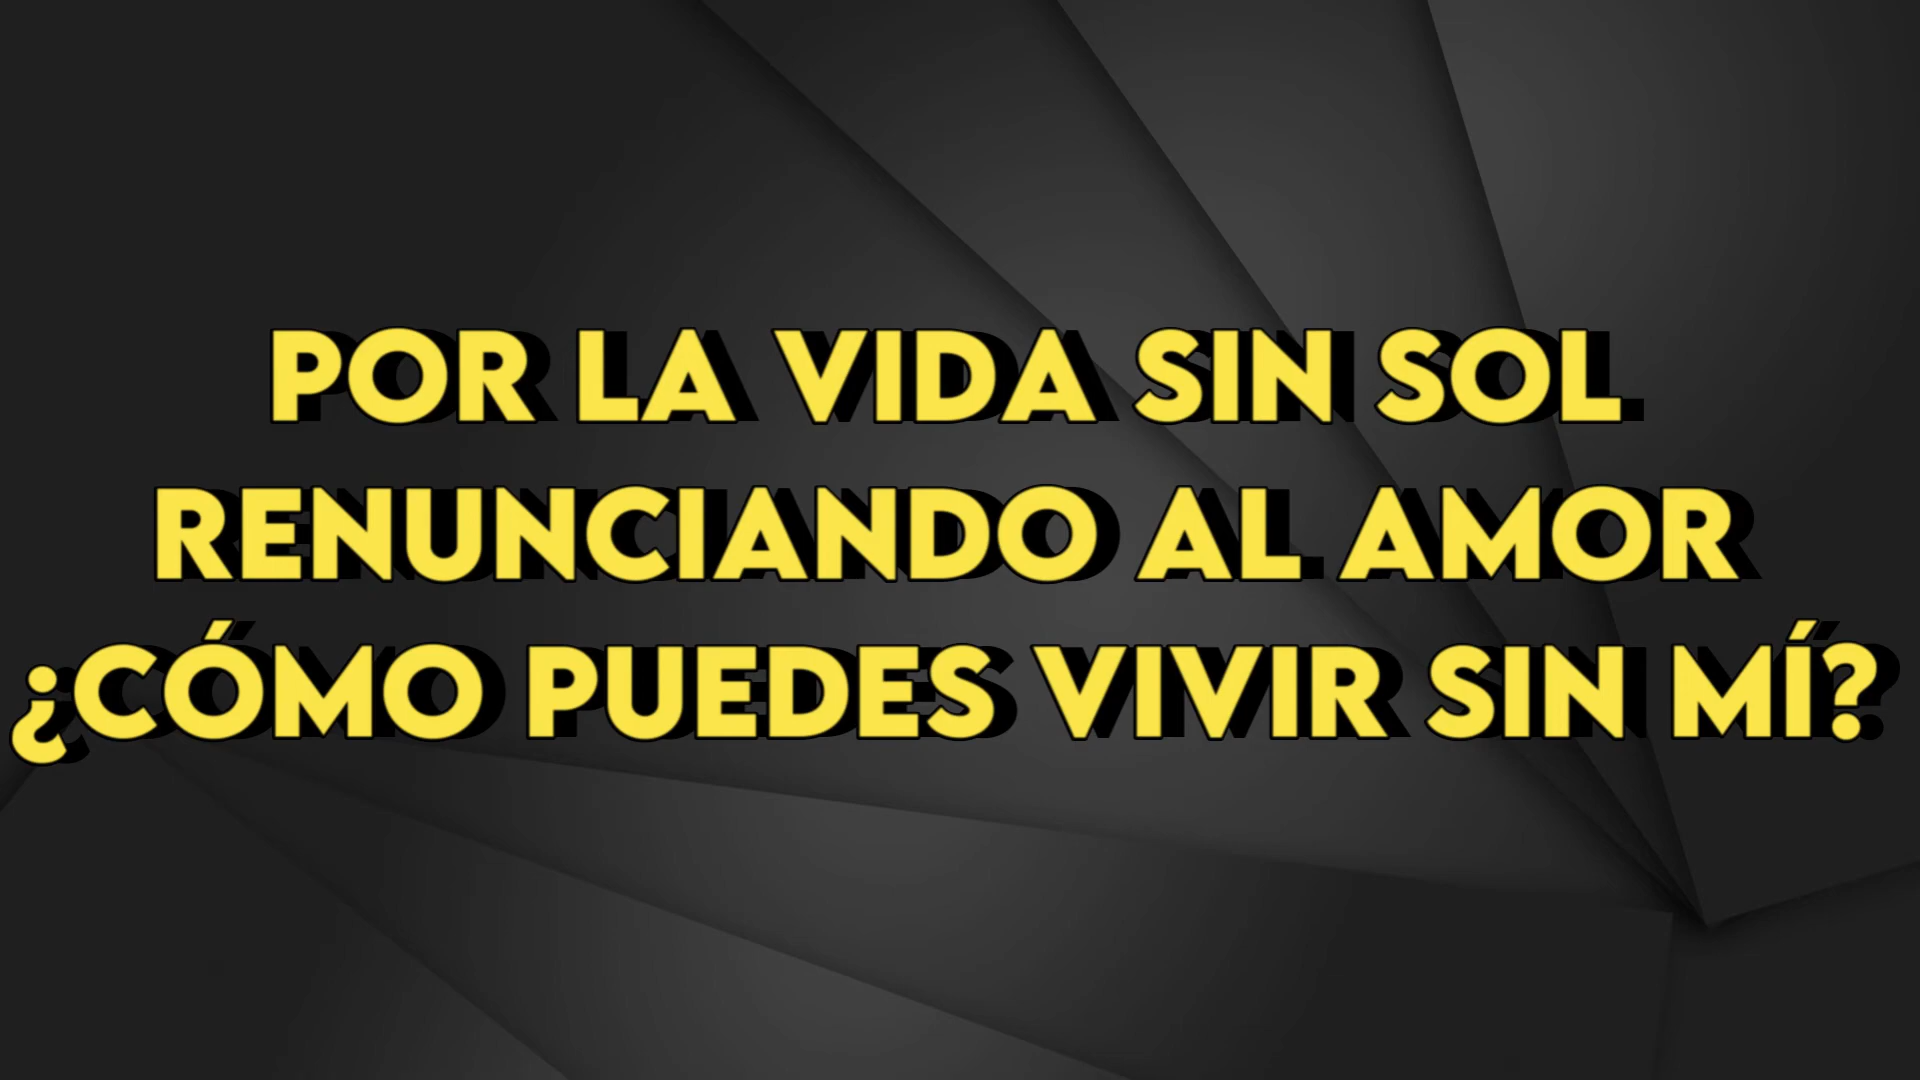 POR LA VIDA SIN SOL
RENUNCIANDO AL AMOR
¿CÓMO PUEDES VIVIR SIN MÍ?